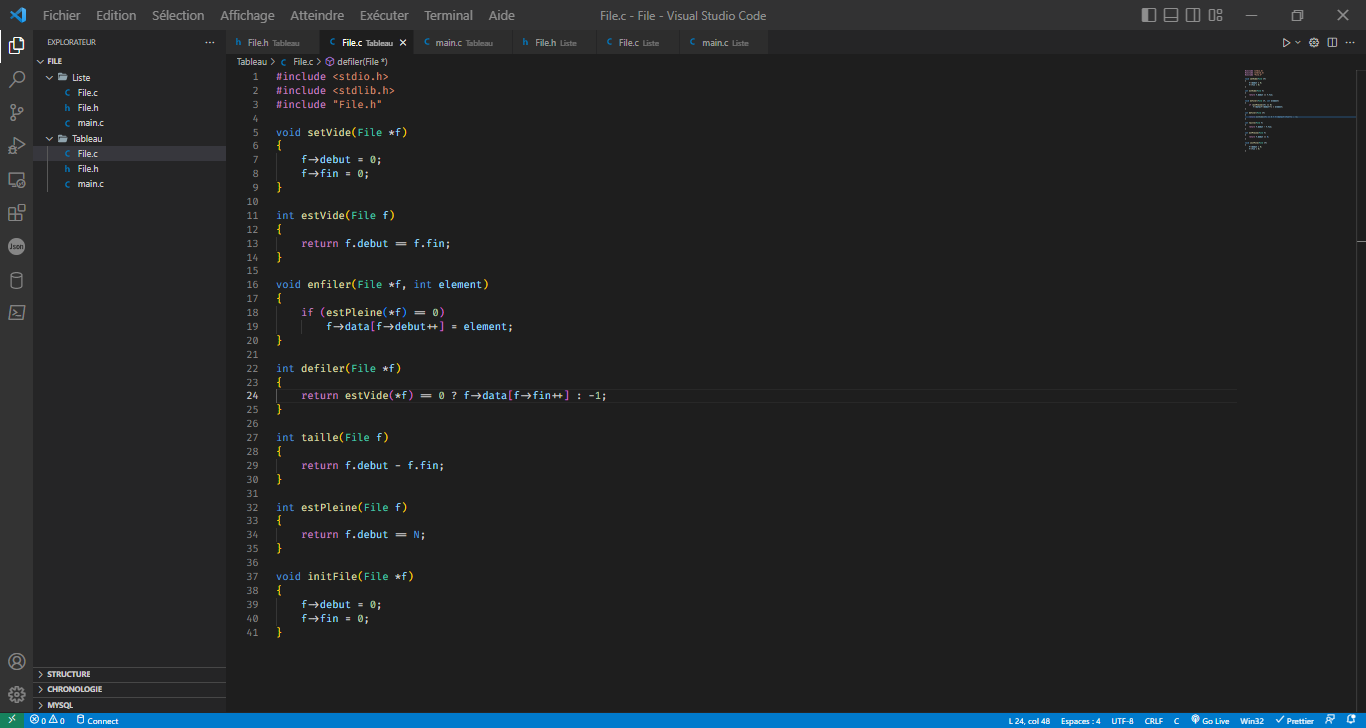 Fichier Edition Sélection Affichage Atteindre Exécuter Terminal Aide File.c - File - Visual Studio Code
EXPLORATEUR ···
FILE
Liste
File.c
File.h
main.c
Tableau
File.c
File.h
main.c
STRUCTURE
CHRONOLOGIE
MYSQL
Json
File.h Tableau File.c Tableau main.c Tableau File.h Liste File.c Liste main.c Liste
Tableau > File.c > defiler(File *)
1 #include <stdio.h>
2 #include <stdlib.h>
3 #include "File.h"
4
5 void setVide(File *f)
6 {
7 f->debut = 0;
8 f->fin = 0;
9 }
10
11 int estVide(File f)
12 {
13 return f.debut == f.fin;
14 }
15
16 void enfiler(File *f, int element)
17 {
18 if (estPleine(*f) == 0)
19 f->data[f->debut++] = element;
20 }
21
22 int defiler(File *f)
23 {
24 return estVide(*f) == 0 ? f->data[f->fin++] : -1;
25 }
26
27 int taille(File f)
28 {
29 return f.debut - f.fin;
30 }
31
32 int estPleine(File f)
33 {
34 return f.debut == N;
35 }
36
37 void initFile(File *f)
38 {
39 f->debut = 0;
40 f->fin = 0;
41 }
0 0 Connect L 24, col 48 Espaces : 4 UTF-8 CRLF C Go Live Win32 Prettier